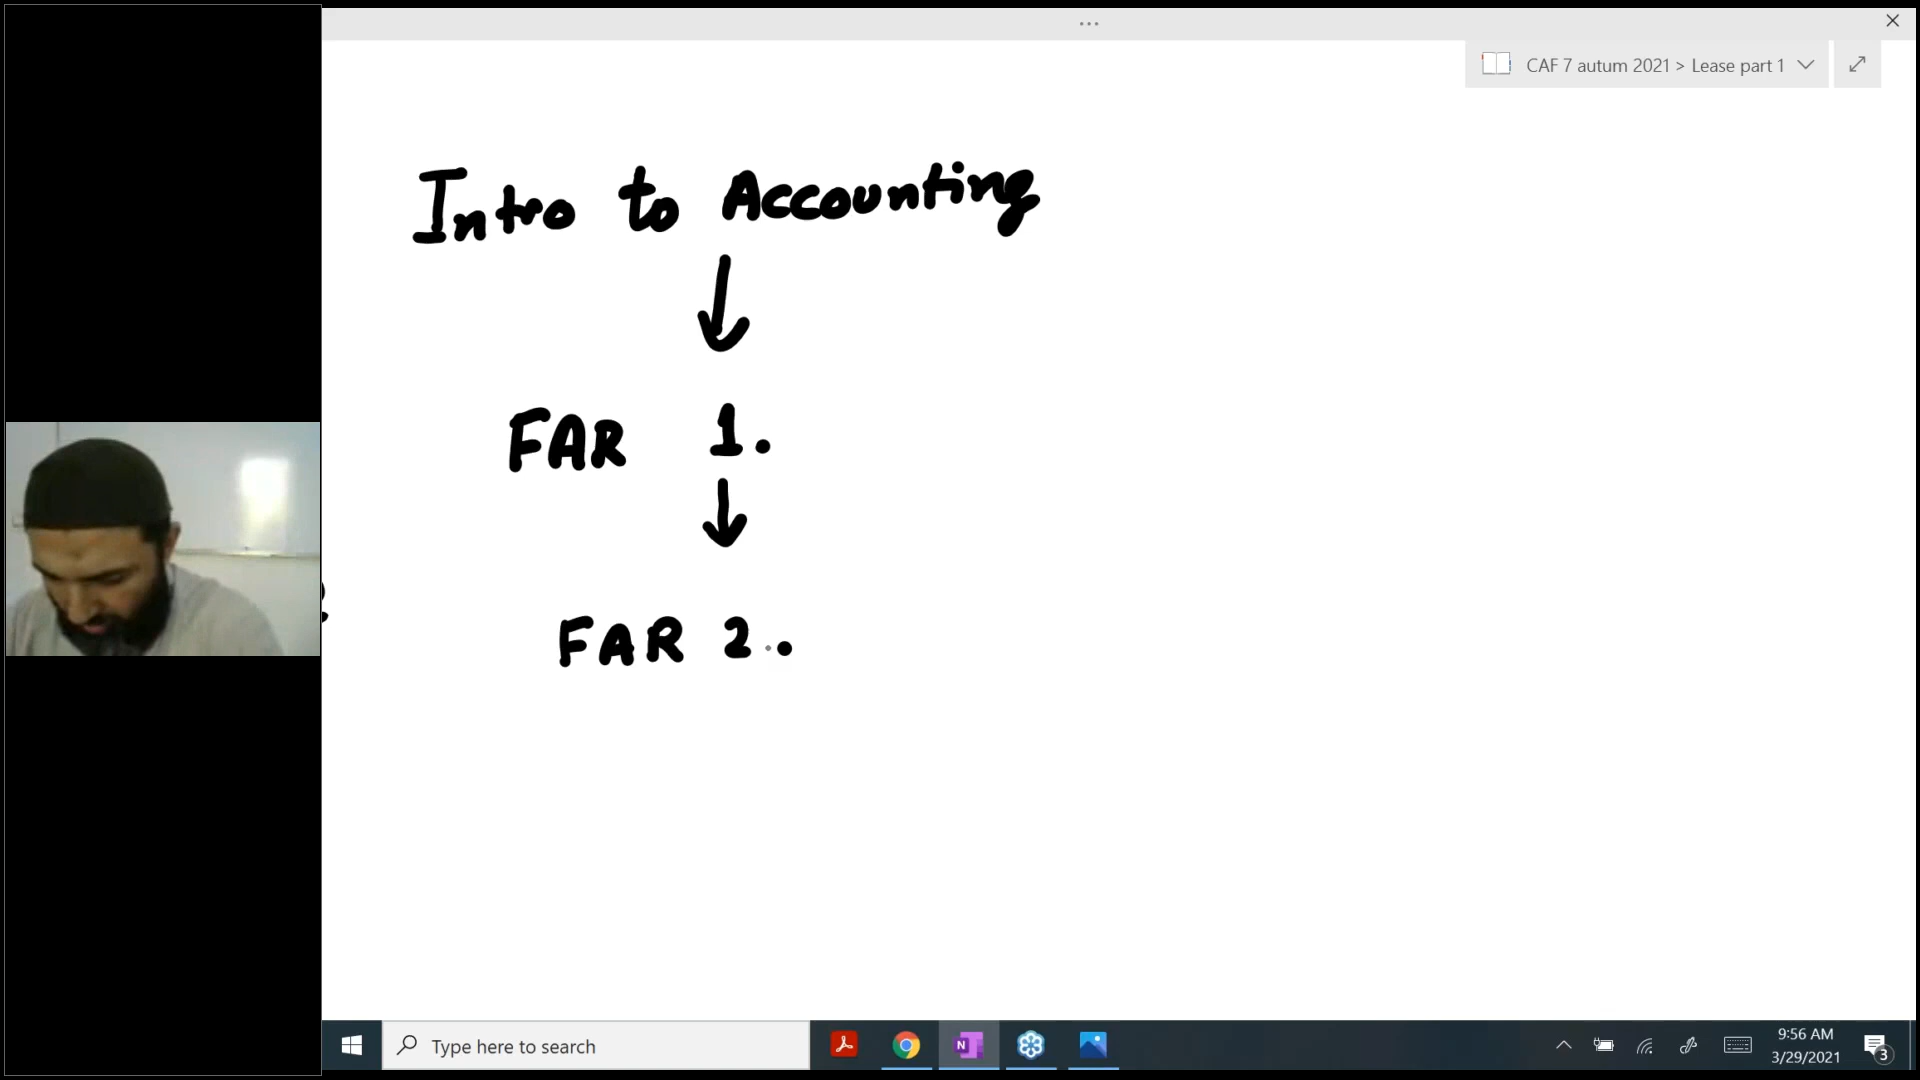 CAF 7 autum 2021 > Lease part 1
Intro to Accounting
FAR 1.
FAR 2..
Type here to search
N
9:56 AM
3/29/2021
3